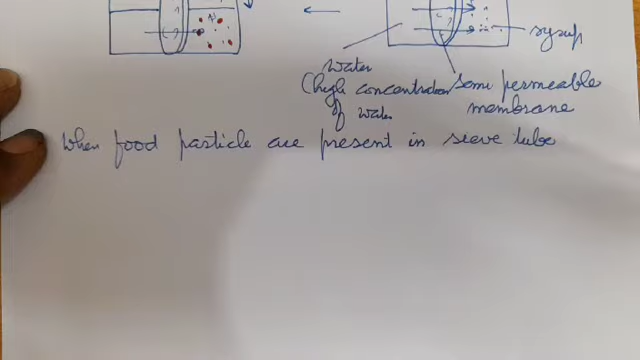 syrup
water
(high concentration
of water
semi permeable
membrane
When food particle are present in sieve tube